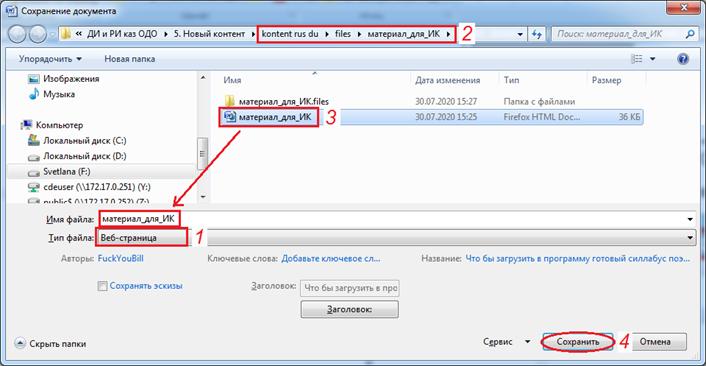 Сохранение документа
« ДИ и РИ каз ОДО ▸ 5. Новый контент ▸ kontent rus du ▸ files ▸ материал_для_ИК ▸ 2
Поиск: материал_для_ИК
Упорядочить Новая папка
Изображения
Музыка
Компьютер
Локальный диск (C:)
Локальный диск (D:)
Svetlana (F:)
cdeuser (\\172.17.0.251) (Y:)
public$ (\\172.17.0.252) (Z:)
Имя Дата изменения Тип Размер
материал_для_ИК.files 30.07.2020 15:27 Папка с файлами
материал_для_ИК 3 30.07.2020 15:25 Firefox HTML Doc... 36 КБ
Имя файла: материал_для_ИК
Тип файла: Веб-страница 1
Авторы: FuckYouBill Ключевые слова: Добавьте ключевое сл... Название: Что бы загрузить в программу готовый силлабус поэ...
Сохранять эскизы Заголовок: Что бы загрузить в про
Заголовок:
Скрыть папки Сервис Сохранить 4 Отмена